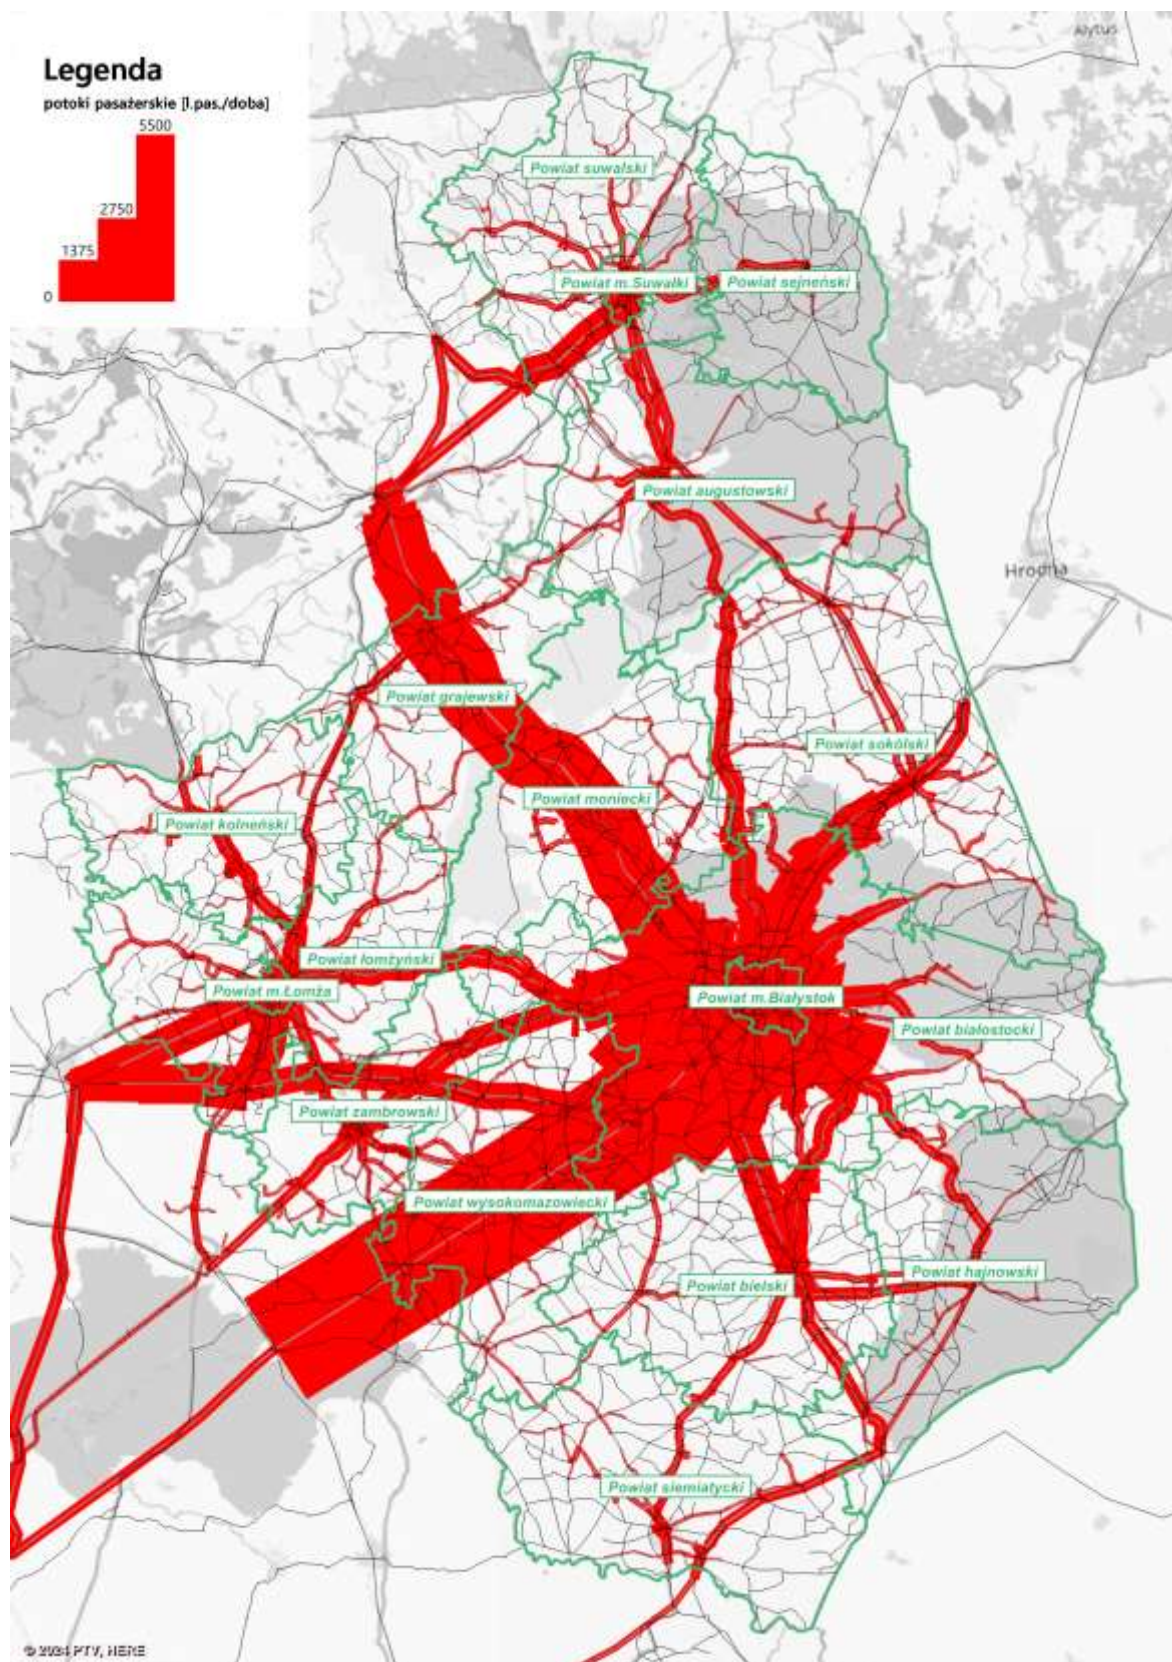 Legenda
potoki pasażerskie [l.pas./doba]
5500
2750
1375
0
Alytus
Powiat suwalski
Powiat m.Suwałki
Powiat sejneński
Powiat augustowski
Hrodna
Powiat grajewski
Powiat sokólski
Powiat moniecki
Powiat kolneński
Powiat łomżyński
Powiat m.Łomża
Powiat m.Białystok
Powiat białostocki
Powiat zambrowski
Powiat wysokomazowiecki
Powiat hajnowski
Powiat bielski
Powiat siemiatycki
© 2024 PTV, HERE